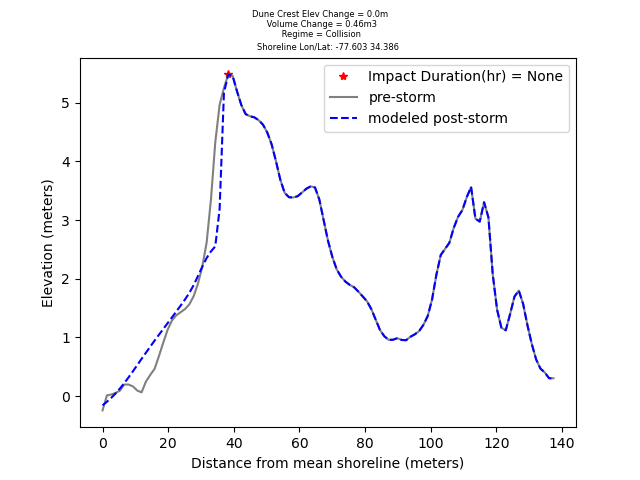 Dune Crest Elev Change = 0.0m
Volume Change = 0.46m3
Regime = Collision
Shoreline Lon/Lat: -77.603 34.386
Impact Duration(hr) = None
pre-storm
modeled post-storm
Elevation (meters)
5
4
3
2
1
0
0 20 40 60 80 100 120 140
Distance from mean shoreline (meters)